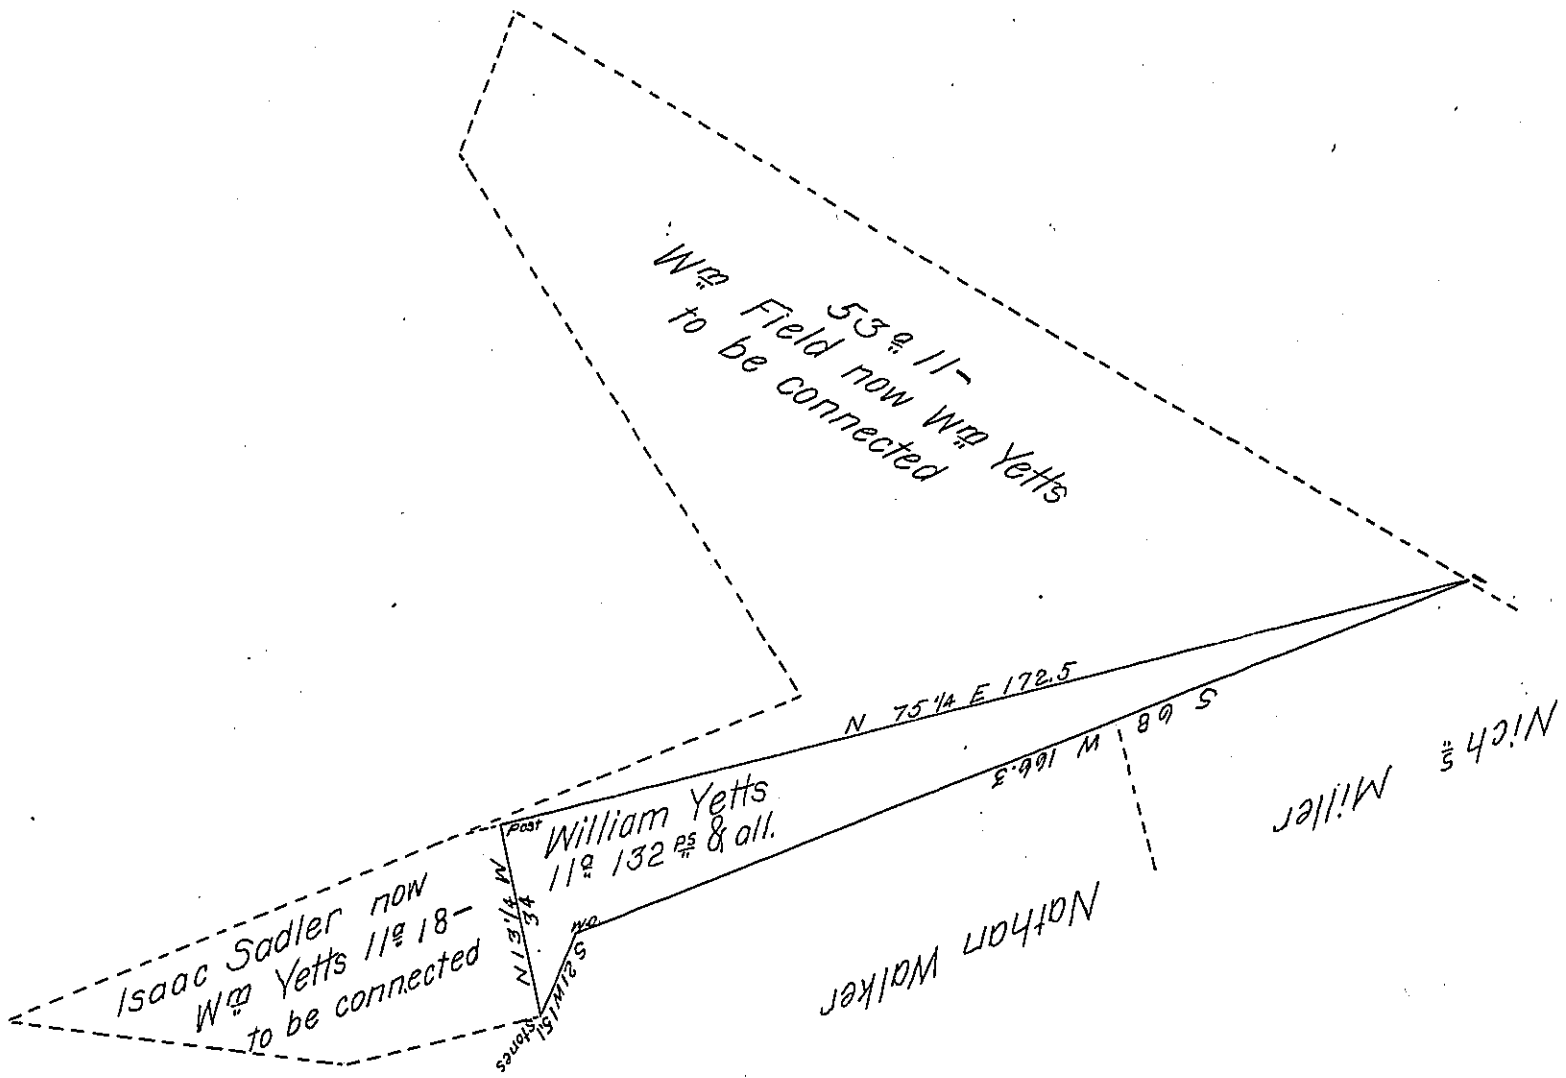 53ª 11-
Wm Field now Wm Yetts
to be connected
N 75 1/4 E 172.5
S 68 W 166.3
Nichs Miller
Post
William Yetts
11ª 132 ps & all.
N 13 1/4 W 34
W.O.
S 21 W 15.1
Stones
Nathan Walker
Isaac Sadler now
Wm Yetts 11ª 18-
to be connected